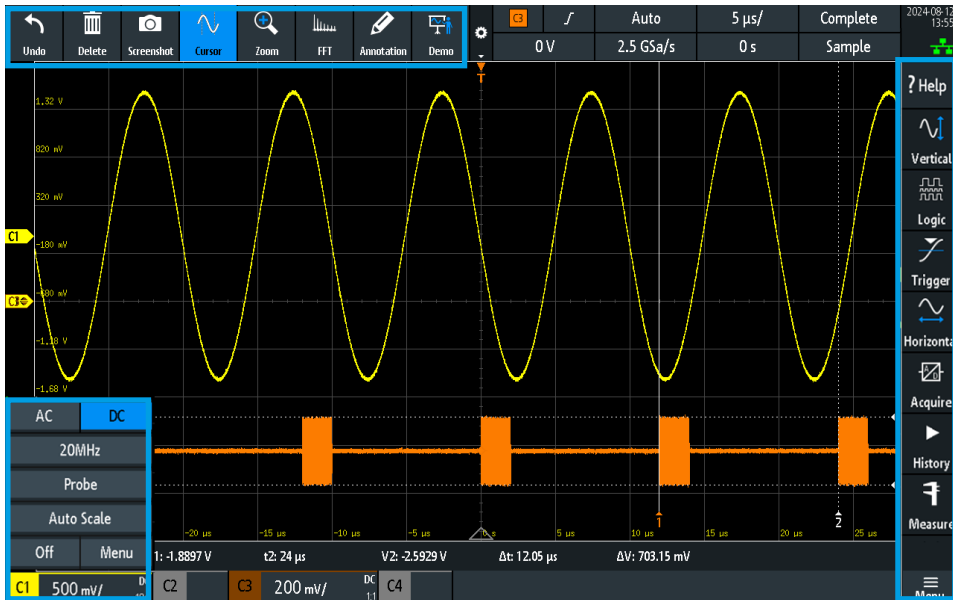 Undo Delete Screenshot Cursor Zoom FFT Annotation Demo
C3 Auto 5 µs/ Complete
0 V 2.5 GSa/s 0 s Sample
2024-08-12
13:55
T
? Help
Vertical
Logic
Trigger
Horizonta
Acquire
History
Measure
Menu
1,32 V
820 mV
320 mV
C1
-180 mV
C3
-680 mV
-1,18 V
-1,68 V
AC DC
20MHz
Probe
Auto Scale
Off Menu
-20 µs -15 µs -10 µs -5 µs 0 s 5 µs 10 µs 15 µs 20 µs 25 µs
1 2
1: -1.8897 V t2: 24 µs V2: -2.5929 V Δt: 12.05 µs ΔV: 703.15 mV
C1 500 mV/ C2 C3 200 mV/ DC 1:1 C4